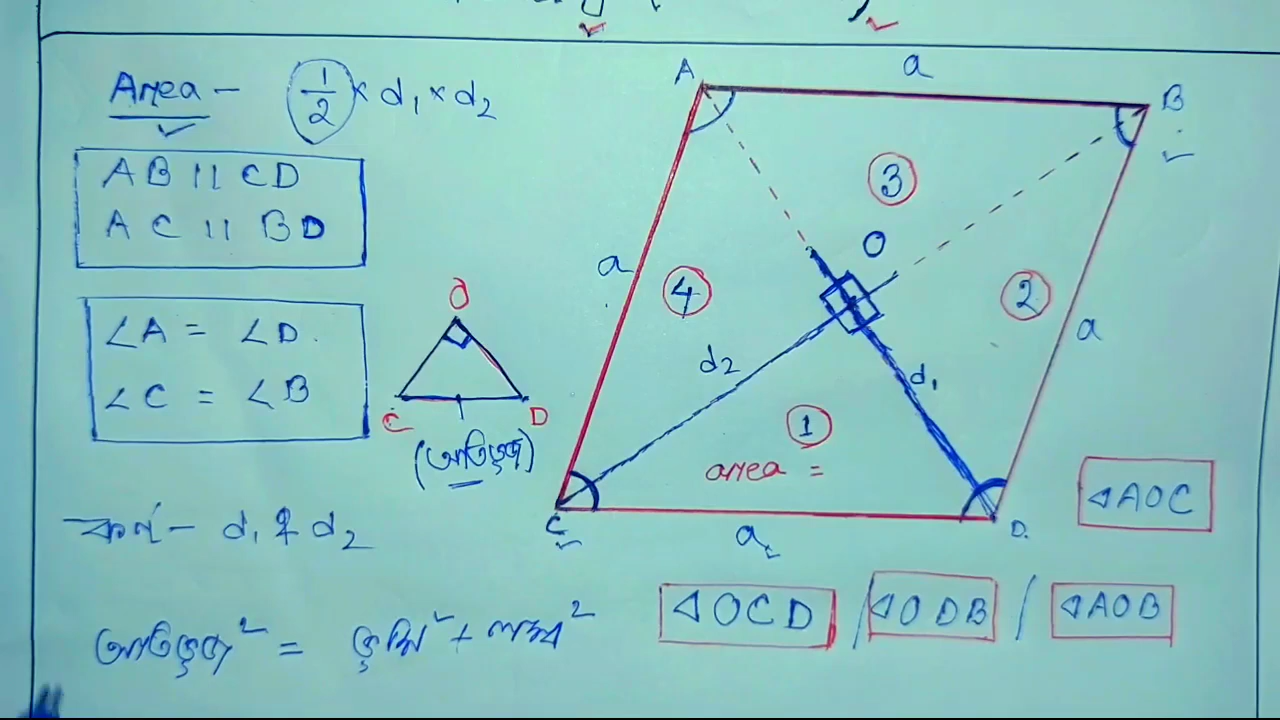 Area - 1/2 × d₁ × d₂
AB || CD
AC || BD
∠A = ∠D.
∠C = ∠B
O
C D
(অতিভুজ)
কর্ন - d₁ & d₂
অতিভুজ² = ভূমি² + লম্ব²
A a B
3
O
a 4 2 a
d₂ d₁
1
area =
C a D.
◁AOC
◁OCD / ◁ODB / ◁AOB